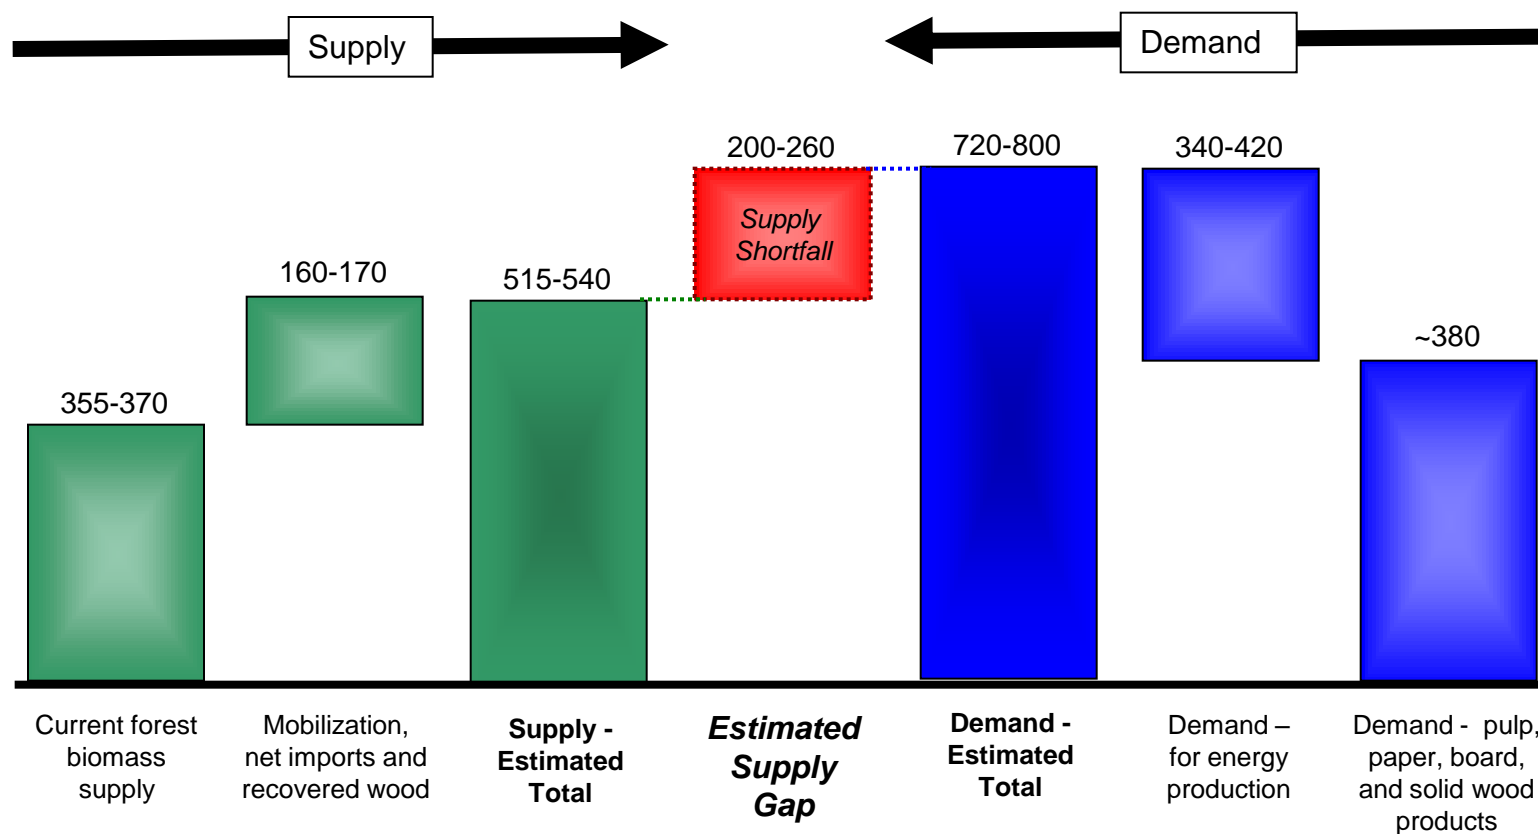 Supply
Demand
200-260
720-800
340-420
Supply
Shortfall
160-170
515-540
~380
355-370
Current forest
biomass
supply
Mobilization,
net imports and
recovered wood
Supply -
Estimated
Total
Estimated
Supply
Gap
Demand -
Estimated
Total
Demand –
for energy
production
Demand - pulp,
paper, board,
and solid wood
products